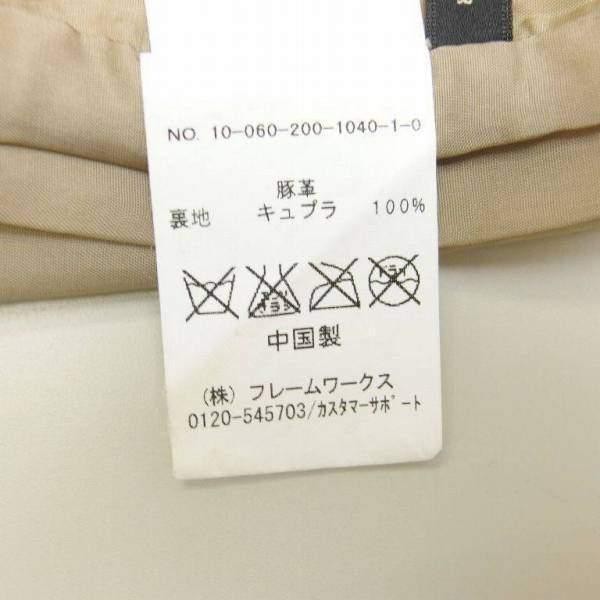 NO. 10-060-200-1040-1-0
豚革
裏地 キュプラ 100%
中国製
(株) フレームワークス
0120-545703/カスタマーサポート